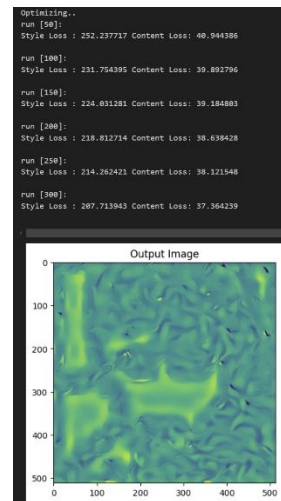 Optimizing..
run [50]:
Style Loss : 252.237717 Content Loss: 40.944386
run [100]:
Style Loss : 231.754395 Content Loss: 39.892796
run [150]:
Style Loss : 224.031281 Content Loss: 39.184803
run [200]:
Style Loss : 218.812714 Content Loss: 38.638428
run [250]:
Style Loss : 214.262421 Content Loss: 38.121548
run [300]:
Style Loss : 207.713943 Content Loss: 37.364239
Output Image
0
100
200
300
400
500
0 100 200 300 400 500